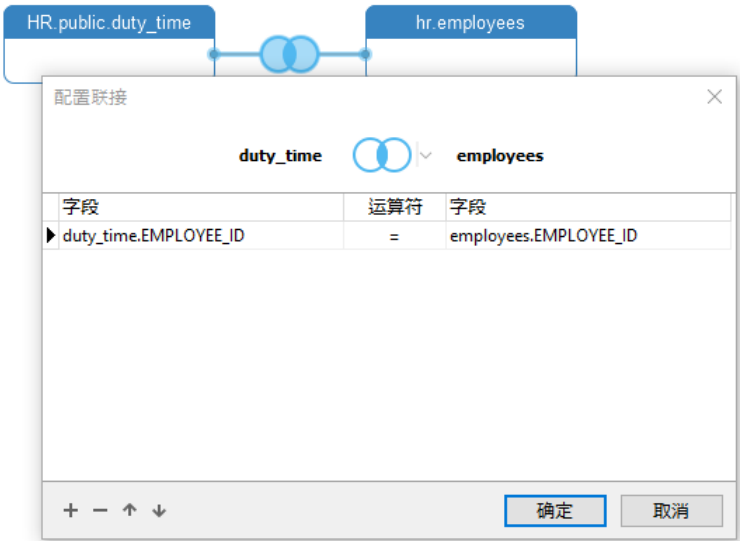 HR.public.duty_time
hr.employees
配置联接
duty_time
employees
字段 运算符 字段
duty_time.EMPLOYEE_ID = employees.EMPLOYEE_ID
确定 取消